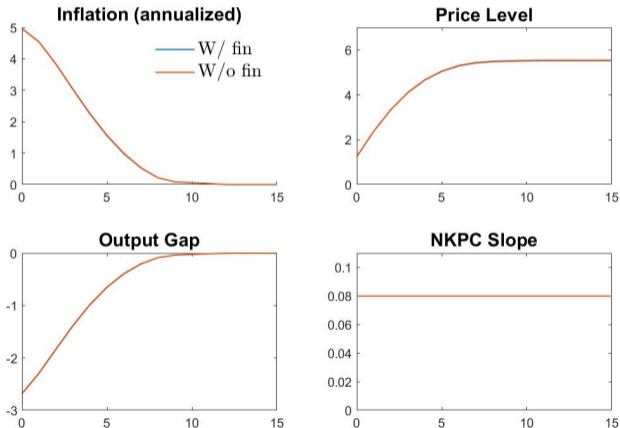 Inflation (annualized)
5
4
3
2
1
0
0 5 10 15
W/ fin
W/o fin
Price Level
6
4
2
0
0 5 10 15
Output Gap
0
-1
-2
-3
0 5 10 15
NKPC Slope
0.1
0.08
0.06
0.04
0.02
0
0 5 10 15